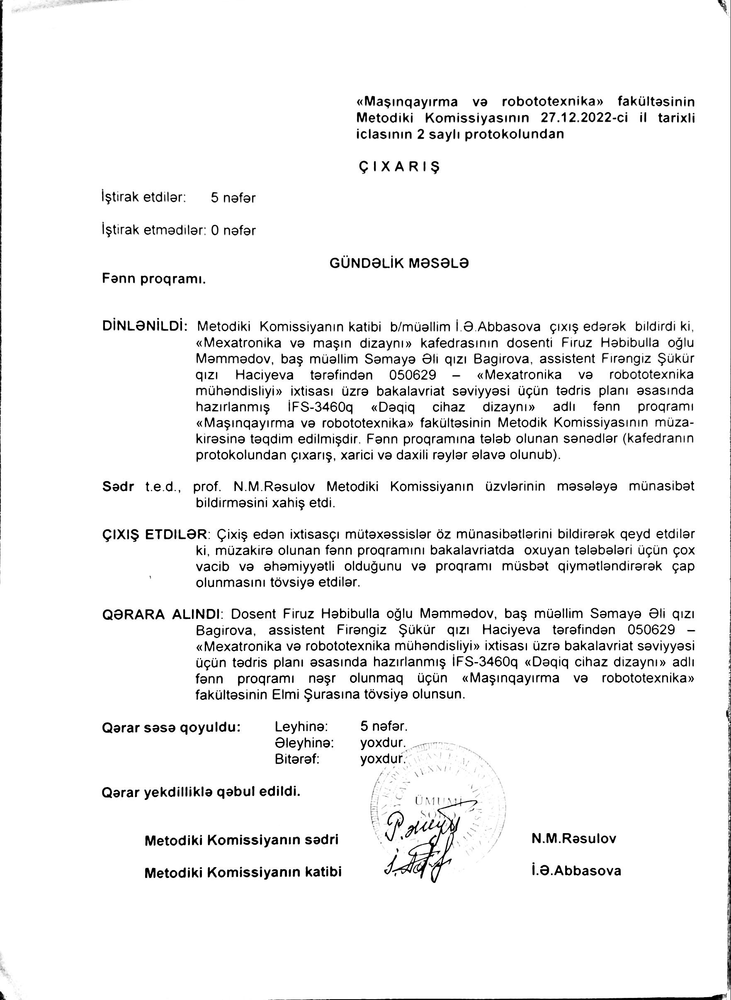 «Maşınqayırma və robototexnika» fakültəsinin
Metodiki Komissiyasının 27.12.2022-ci il tarixli
iclasının 2 saylı protokolundan
ÇIXARIŞ
İştirak etdilər: 5 nəfər
İştirak etmədilər: 0 nəfər
GÜNDƏLİK MƏSƏLƏ
Fənn proqramı.
DİNLƏNİLDİ: Metodiki Komissiyanın katibi b/müəllim İ.Ə.Abbasova çıxış edərək bildirdi ki,
«Mexatronika və maşın dizaynı» kafedrasının dosenti Firuz Həbibulla oğlu
Məmmədov, baş müəllim Səmayə Əli qızı Bagirova, assistent Firəngiz Şükür
qızı Haciyeva tərəfindən 050629 – «Mexatronika və robototexnika
mühəndisliyi» ixtisası üzrə bakalavriat səviyyəsi üçün tədris planı əsasında
hazırlanmış İFS-3460q «Dəqiq cihaz dizaynı» adlı fənn proqramı
«Maşınqayırma və robototexnika» fakültəsinin Metodik Komissiyasının müza-
kirəsinə təqdim edilmişdir. Fənn proqramına tələb olunan sənədlər (kafedranın
protokolundan çıxarış, xarici və daxili rəylər əlavə olunub).
Sədr t.e.d., prof. N.M.Rəsulov Metodiki Komissiyanın üzvlərinin məsələyə münasibət
bildirməsini xahiş etdi.
ÇIXIŞ ETDILƏR: Çixiş edən ixtisasçı mütəxəssislər öz münasibətlərini bildirərək qeyd etdilər
ki, müzakirə olunan fənn proqramını bakalavriatda oxuyan tələbələri üçün çox
vacib və əhəmiyyətli olduğunu və proqramı müsbət qiymətləndirərək çap
olunmasını tövsiyə etdilər.
QƏRARA ALINDI: Dosent Firuz Həbibulla oğlu Məmmədov, baş müəllim Səmayə Əli qızı
Bagirova, assistent Firəngiz Şükür qızı Haciyeva tərəfindən 050629 –
«Mexatronika və robototexnika mühəndisliyi» ixtisası üzrə bakalavriat səviyyəsi
üçün tədris planı əsasında hazırlanmış İFS-3460q «Dəqiq cihaz dizaynı» adlı
fənn proqramı nəşr olunmaq üçün «Maşınqayırma və robototexnika»
fakültəsinin Elmi Şurasına tövsiyə olunsun.
Qərar səsə qoyuldu: Leyhinə: 5 nəfər.
Əleyhinə: yoxdur.
Bitərəf: yoxdur.
Qərar yekdilliklə qəbul edildi.
ÜMUMİ
Metodiki Komissiyanın sədri N.M.Rəsulov
Metodiki Komissiyanın katibi İ.Ə.Abbasova